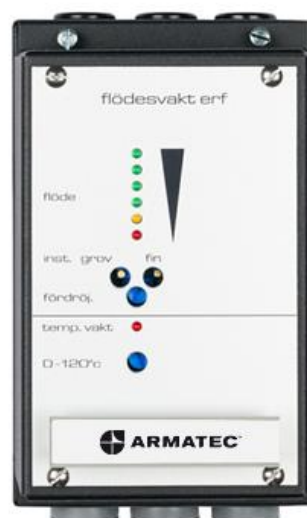 flödesvakt erf
flöde
inst. grov fin
fördröj.
temp. vakt
0-120°c
ARMATEC